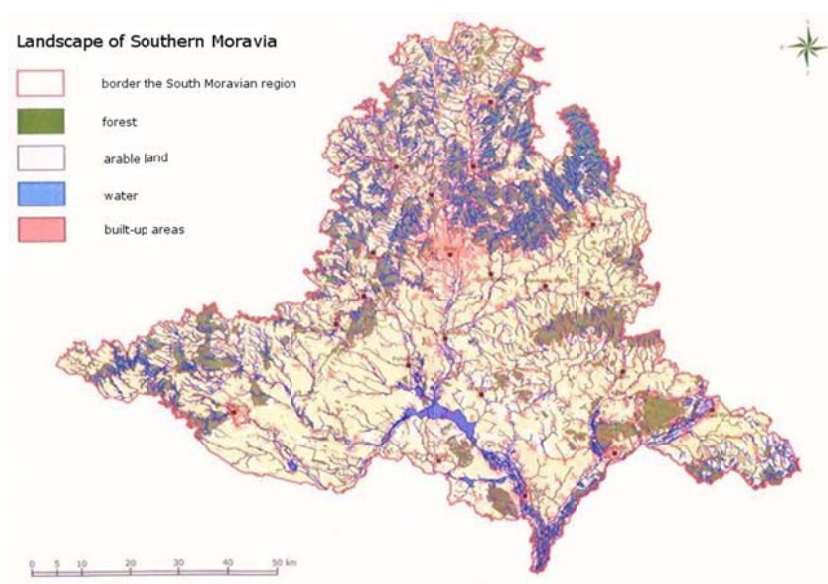 Landscape of Southern Moravia
border the South Moravian region
forest
arable land
water
built-up areas
0 5 10 20 30 40 50 km